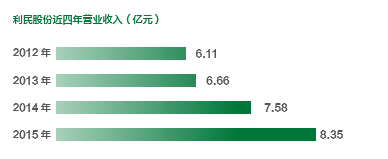 利民股份近四年营业收入（亿元）
2012 年 6.11
2013 年 6.66
2014 年 7.58
2015 年 8.35